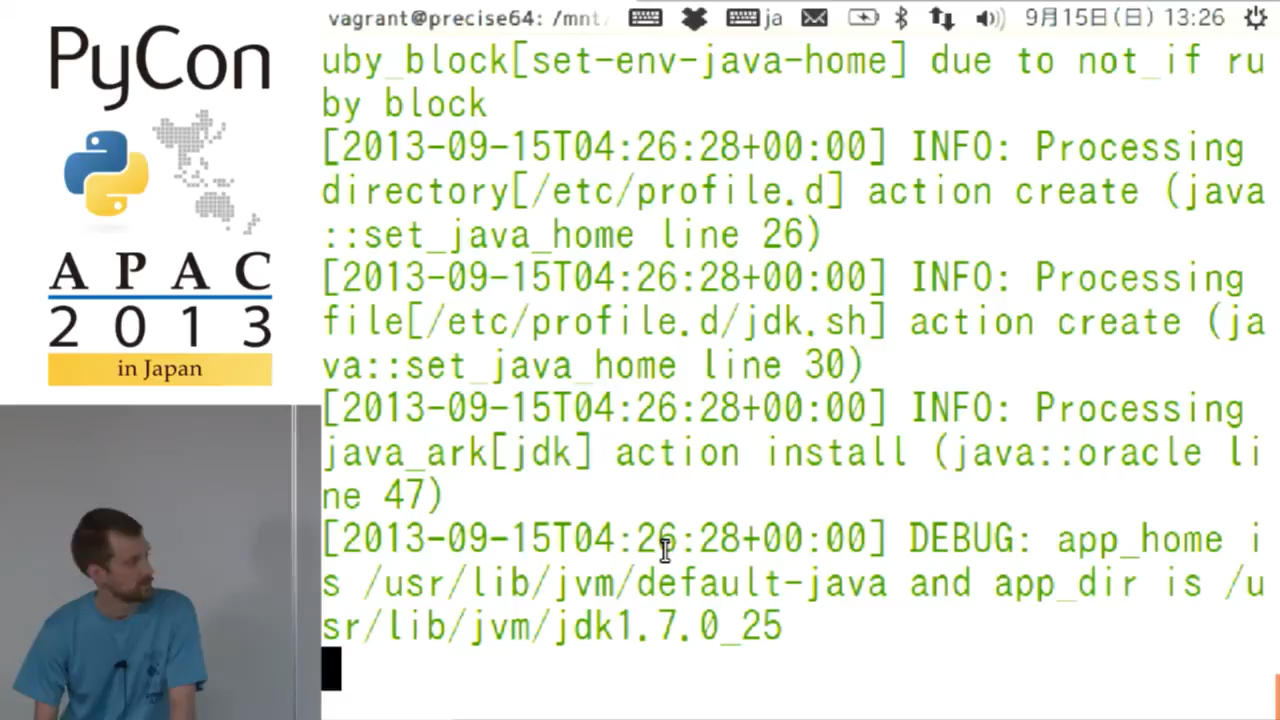 PyCon
APAC
2013
in Japan
vagrant@precise64: /mnt/ ja 9月15日(日) 13:26
uby_block[set-env-java-home] due to not_if ru
by block
[2013-09-15T04:26:28+00:00] INFO: Processing
directory[/etc/profile.d] action create (java
::set_java_home line 26)
[2013-09-15T04:26:28+00:00] INFO: Processing
file[/etc/profile.d/jdk.sh] action create (ja
va::set_java_home line 30)
[2013-09-15T04:26:28+00:00] INFO: Processing
java_ark[jdk] action install (java::oracle li
ne 47)
[2013-09-15T04:26:28+00:00] DEBUG: app_home i
s /usr/lib/jvm/default-java and app_dir is /u
sr/lib/jvm/jdk1.7.0_25